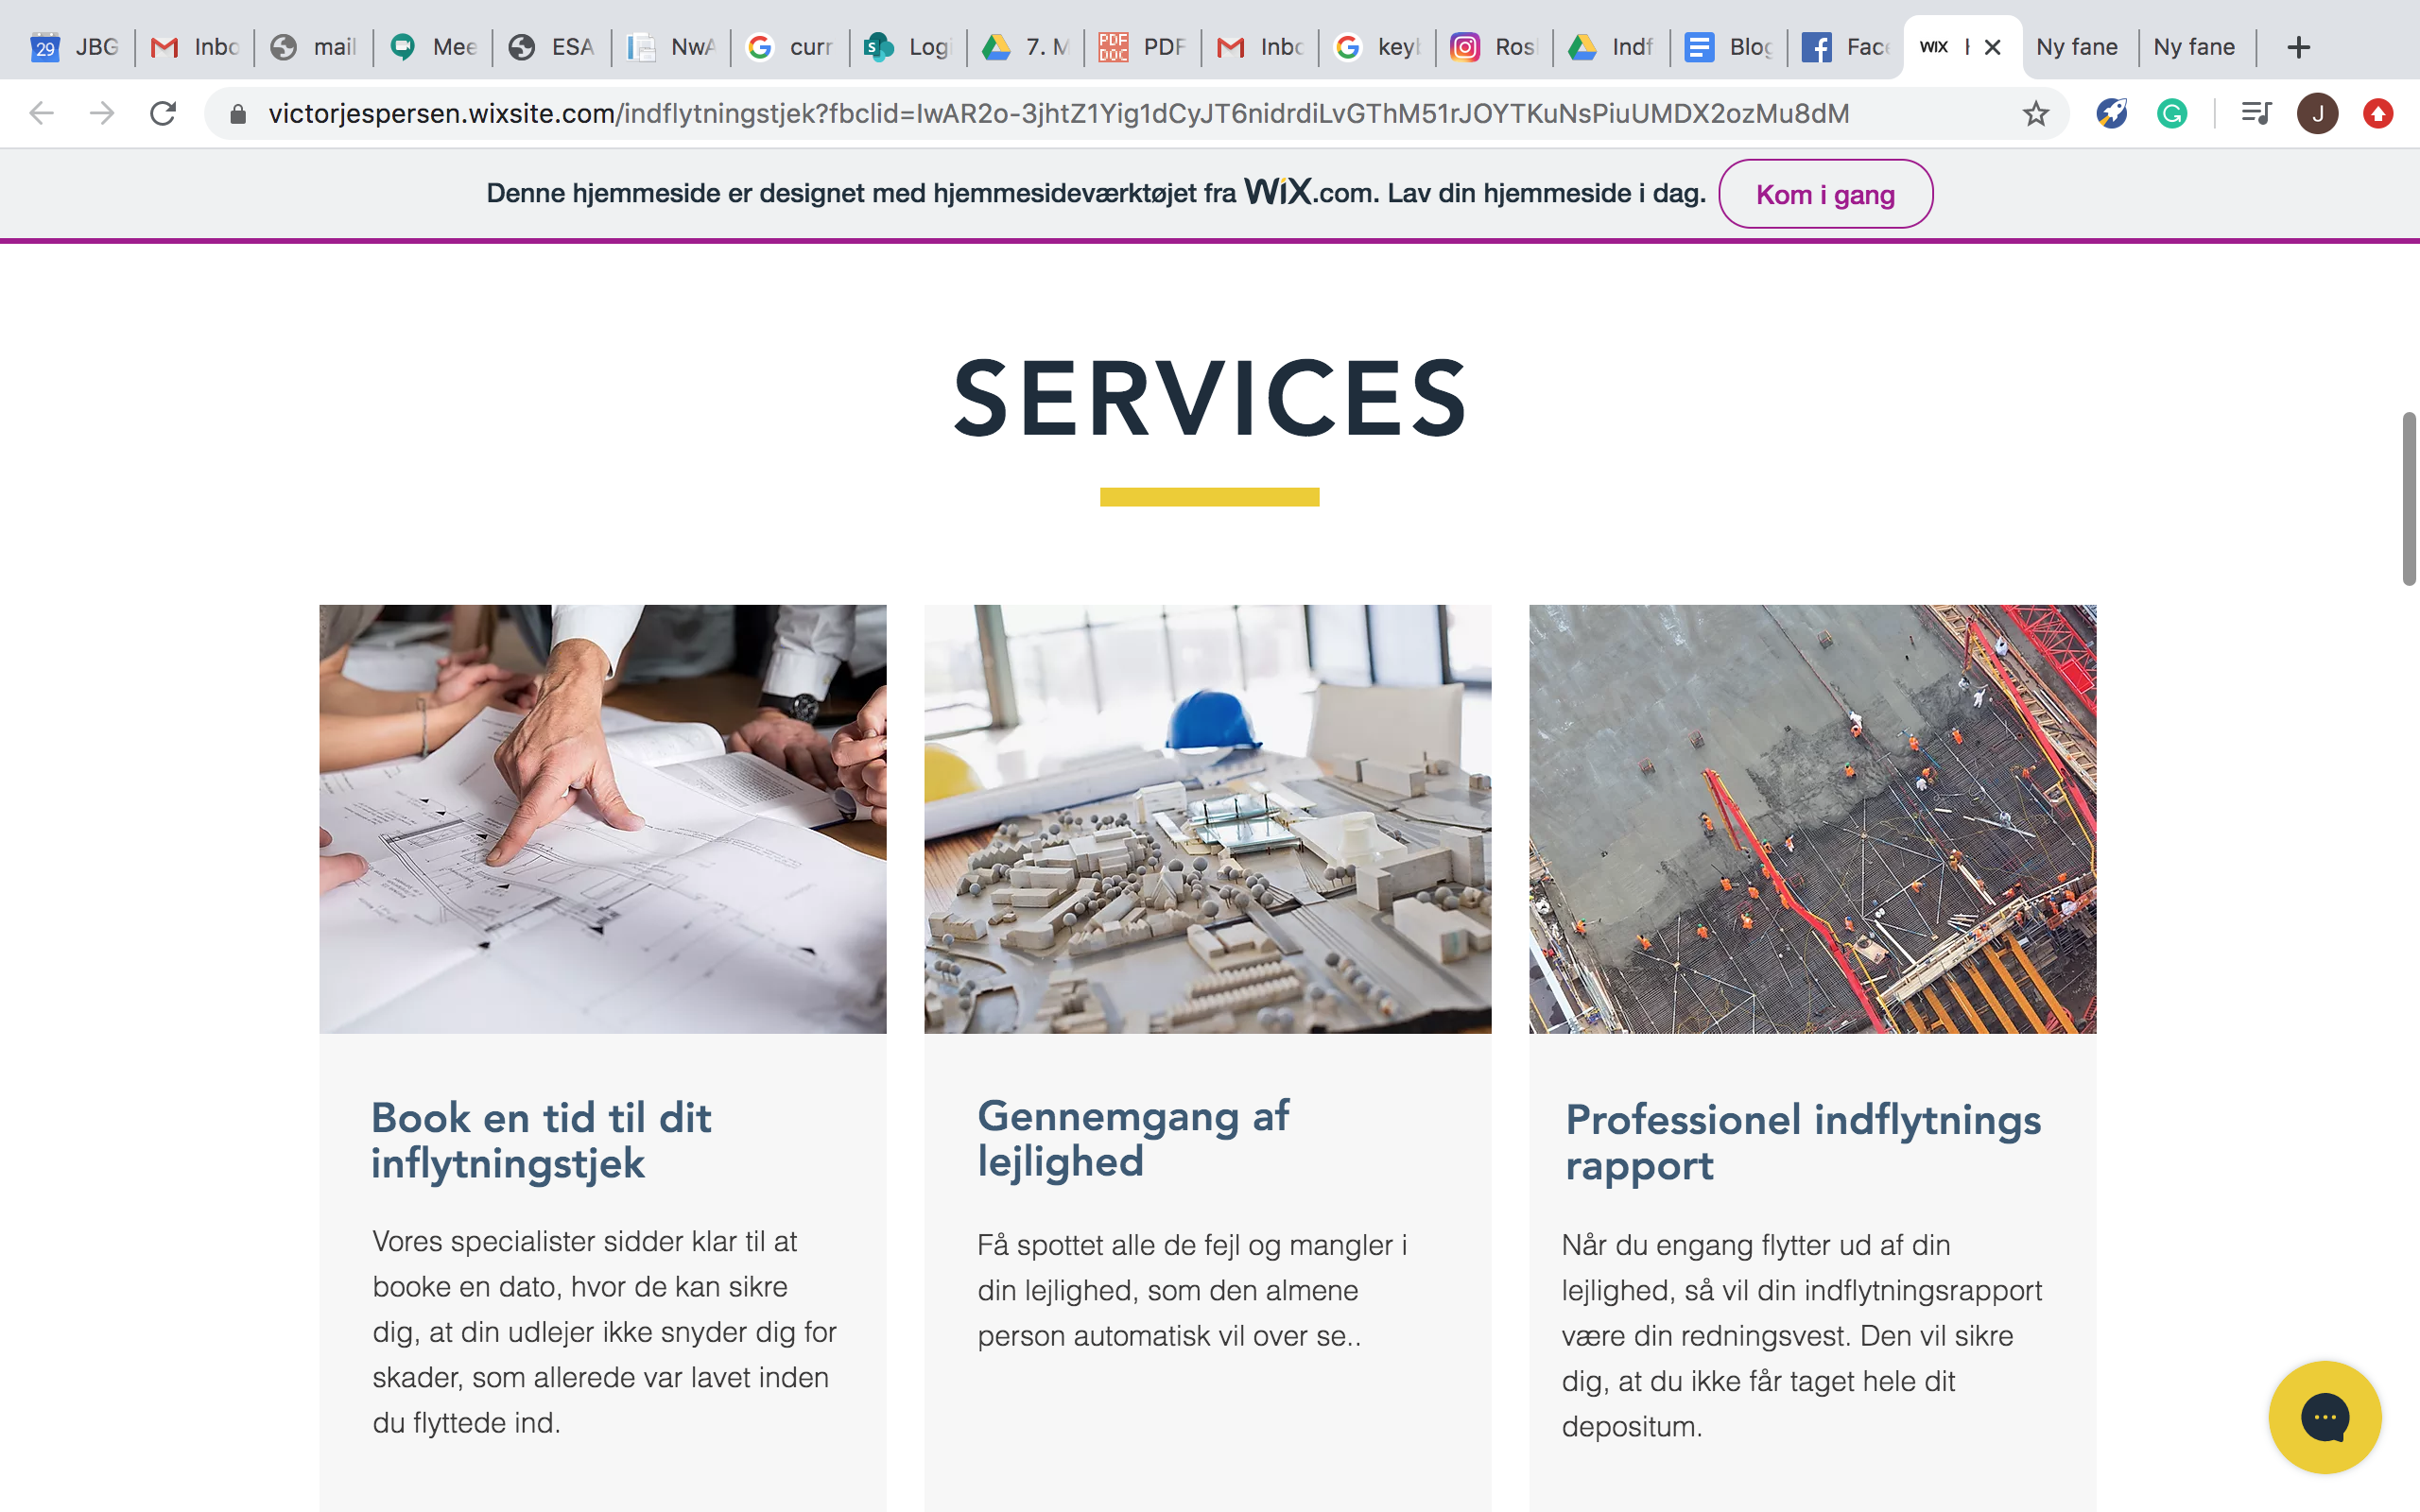 29 JBG Inbo mail Mee ESA NwA curr S Log 7. M PDF DOC PDF Inbo key Ros Indf Blog Face WIX Ny fane Ny fane
victorjespersen.wixsite.com/indflytningstjek?fbclid=IwAR2o-3jhtZ1Yig1dCyJT6nidrdiLvGThM51rJOYTKuNsPiuUMDX2ozMu8dM G J
Denne hjemmeside er designet med hjemmesideværktøjet fra WiX.com. Lav din hjemmeside i dag. Kom i gang
SERVICES
Book en tid til dit
inflytningstjek
Vores specialister sidder klar til at
booke en dato, hvor de kan sikre
dig, at din udlejer ikke snyder dig for
skader, som allerede var lavet inden
du flyttede ind.
Gennemgang af
lejlighed
Få spottet alle de fejl og mangler i
din lejlighed, som den almene
person automatisk vil over se..
Professionel indflytnings
rapport
Når du engang flytter ud af din
lejlighed, så vil din indflytningsrapport
være din redningsvest. Den vil sikre
dig, at du ikke får taget hele dit
depositum.